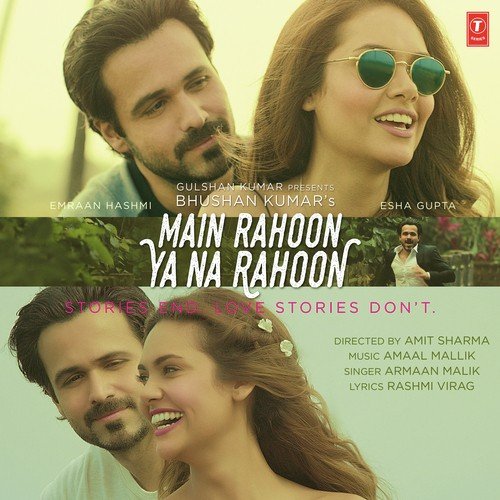 T
T-SERIES
GULSHAN KUMAR PRESENTS
EMRAAN HASHMI BHUSHAN KUMAR's ESHA GUPTA
MAIN RAHOON
YA NA RAHOON
STORIES END. LOVE STORIES DON'T.
DIRECTED BY AMIT SHARMA
MUSIC AMAAL MALLIK
SINGER ARMAAN MALIK
LYRICS RASHMI VIRAG